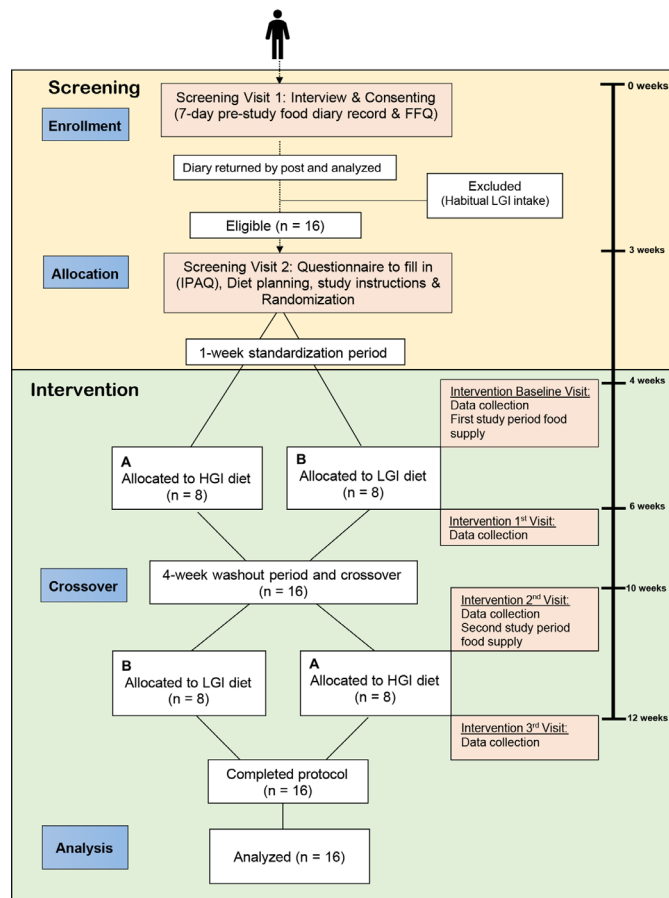 Screening
0 weeks
Screening Visit 1: Interview & Consenting
(7-day pre-study food diary record & FFQ)
Enrollment
Diary returned by post and analyzed
Excluded
(Habitual LGI intake)
Eligible (n = 16)
3 weeks
Allocation
Screening Visit 2: Questionnaire to fill in
(IPAQ), Diet planning, study instructions &
Randomization
1-week standardization period
Intervention
4 weeks
Intervention Baseline Visit:
Data collection
First study period food
supply
A
Allocated to HGI diet
(n = 8)
B
Allocated to LGI diet
(n = 8)
6 weeks
Intervention 1st Visit:
Data collection
Crossover
4-week washout period and crossover
(n = 16)
10 weeks
Intervention 2nd Visit:
Data collection
Second study period
food supply
B
Allocated to LGI diet
(n = 8)
A
Allocated to HGI diet
(n = 8)
12 weeks
Intervention 3rd Visit:
Data collection
Completed protocol
(n = 16)
Analysis
Analyzed (n = 16)